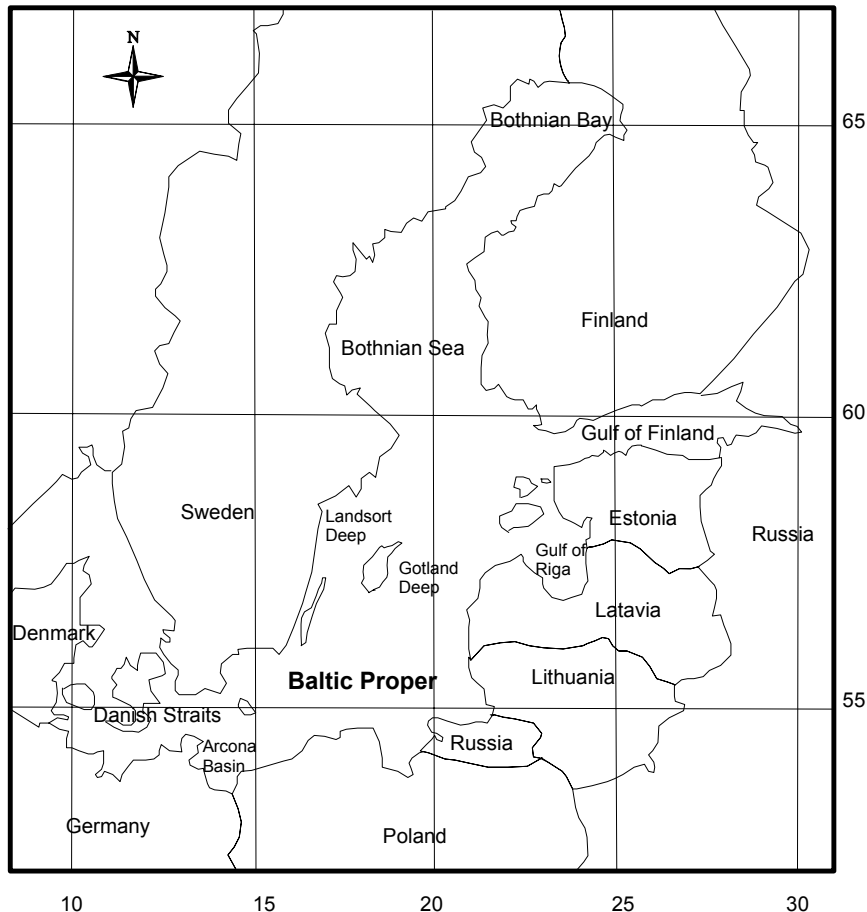 N
65
Bothnian Bay
Finland
Bothnian Sea
60
Gulf of Finland
Sweden
Landsort
Deep
Estonia
Russia
Gotland
Deep
Gulf of
Riga
Latavia
Denmark
Lithuania
Baltic Proper
55
Danish Straits
Russia
Arcona
Basin
Germany
Poland
10
15
20
25
30